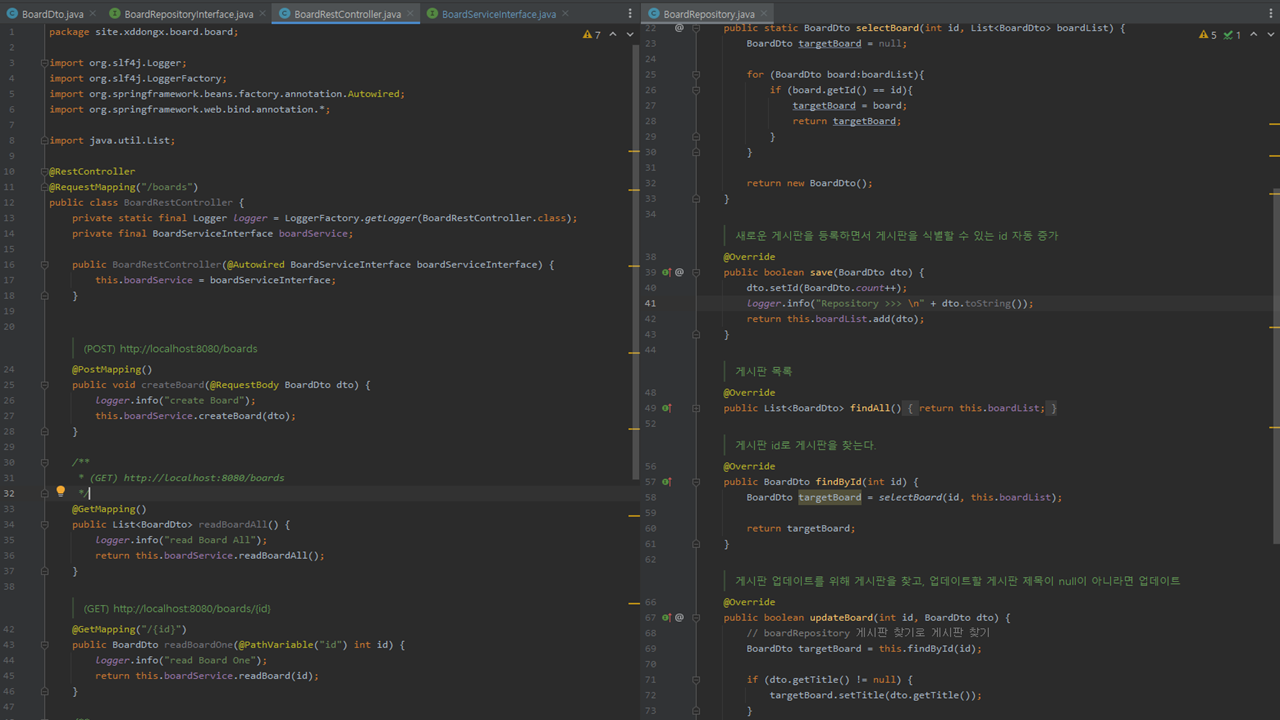 BoardDto.java
BoardRepositoryInterface.java
BoardRestController.java
BoardServiceInterface.java
7
1 package site.xddongx.board.board;
2
3 import org.slf4j.Logger;
4 import org.slf4j.LoggerFactory;
5 import org.springframework.beans.factory.annotation.Autowired;
6 import org.springframework.web.bind.annotation.*;
7
8 import java.util.List;
9
10 @RestController
11 @RequestMapping("/boards")
12 public class BoardRestController {
13 private static final Logger logger = LoggerFactory.getLogger(BoardRestController.class);
14 private final BoardServiceInterface boardService;
15
16 public BoardRestController(@Autowired BoardServiceInterface boardServiceInterface) {
17 this.boardService = boardServiceInterface;
18 }
19
20
(POST) http://localhost:8080/boards
24 @PostMapping()
25 public void createBoard(@RequestBody BoardDto dto) {
26 logger.info("create Board");
27 this.boardService.createBoard(dto);
28 }
29
30 /**
31 * (GET) http://localhost:8080/boards
32 */
33 @GetMapping()
34 public List<BoardDto> readBoardAll() {
35 logger.info("read Board All");
36 return this.boardService.readBoardAll();
37 }
38
(GET) http://localhost:8080/boards/{id}
42 @GetMapping("/{id}")
43 public BoardDto readBoardOne(@PathVariable("id") int id) {
44 logger.info("read Board One");
45 return this.boardService.readBoard(id);
46 }
47
BoardRepository.java
5 1
22 @ public static BoardDto selectBoard(int id, List<BoardDto> boardList) {
23 BoardDto targetBoard = null;
24
25 for (BoardDto board:boardList){
26 if (board.getId() == id){
27 targetBoard = board;
28 return targetBoard;
29 }
30 }
31
32 return new BoardDto();
33 }
34
새로운 게시판을 등록하면서 게시판을 식별할 수 있는 id 자동 증가
38 @Override
39 @ public boolean save(BoardDto dto) {
40 dto.setId(BoardDto.count++);
41 logger.info("Repository >>> \n" + dto.toString());
42 return this.boardList.add(dto);
43 }
44
게시판 목록
48 @Override
49 public List<BoardDto> findAll() { return this.boardList; }
52
게시판 id로 게시판을 찾는다.
56 @Override
57 public BoardDto findById(int id) {
58 BoardDto targetBoard = selectBoard(id, this.boardList);
59
60 return targetBoard;
61 }
62
게시판 업데이트를 위해 게시판을 찾고, 업데이트할 게시판 제목이 null이 아니라면 업데이트
66 @Override
67 @ public boolean updateBoard(int id, BoardDto dto) {
68 // boardRepository 게시판 찾기로 게시판 찾기
69 BoardDto targetBoard = this.findById(id);
70
71 if (dto.getTitle() != null) {
72 targetBoard.setTitle(dto.getTitle());
73 }